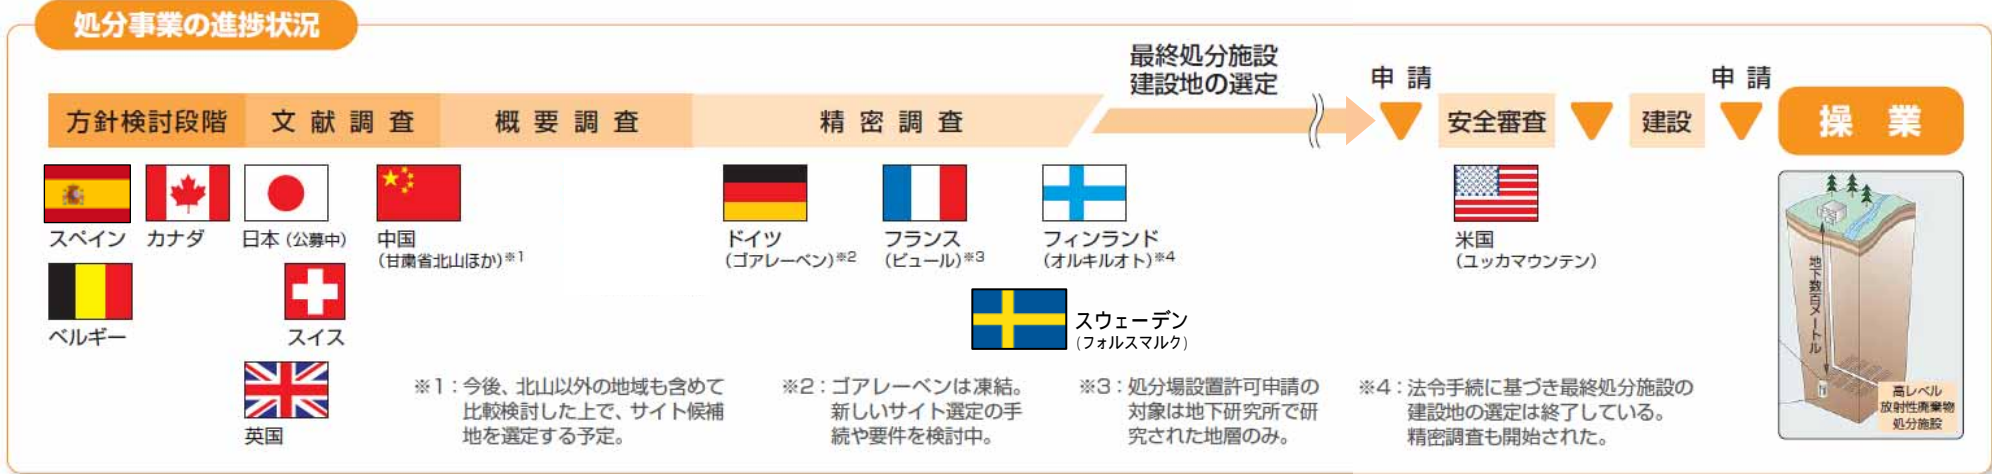 処分事業の進捗状況
最終処分施設
建設地の選定
申請
申請
方針検討段階
文献調査
概要調査
精密調査
安全審査
建設
操業
スペイン
カナダ
日本(公募中)
中国
(甘粛省北山ほか)※1
ドイツ
(ゴアレーベン)※2
フランス
(ビュール)※3
フィンランド
(オルキルオト)※4
米国
(ユッカマウンテン)
ベルギー
スイス
スウェーデン
(フォルスマルク)
英国
※1:今後、北山以外の地域も含めて
比較検討した上で、サイト候補
地を選定する予定。
※2:ゴアレーベンは凍結。
新しいサイト選定の手
続や要件を検討中。
※3:処分場設置許可申請の
対象は地下研究所で研
究された地層のみ。
※4:法令手続に基づき最終処分施設の
建設地の選定は終了している。
精密調査も開始された。
地下数百メートル
高レベル
放射性廃棄物
処分施設